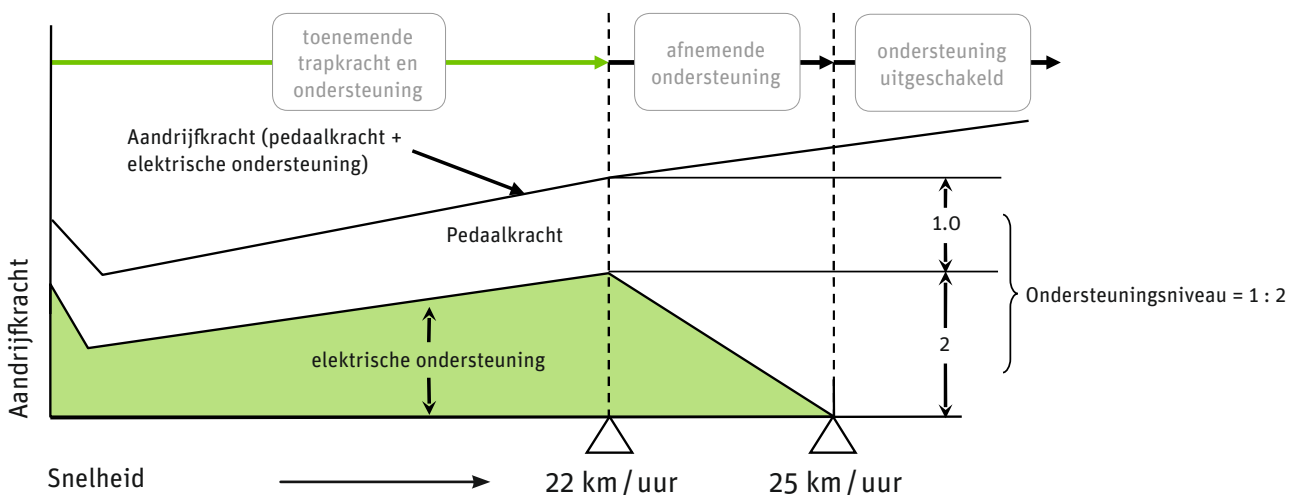 toenemende
trapkracht en
ondersteuning
afnemende
ondersteuning
ondersteuning
uitgeschakeld
Aandrijfkracht (pedaalkracht +
elektrische ondersteuning)
Pedaalkracht
1.0
Ondersteuningsniveau = 1 : 2
2
elektrische ondersteuning
Aandrijfkracht
Snelheid
22 km / uur
25 km / uur